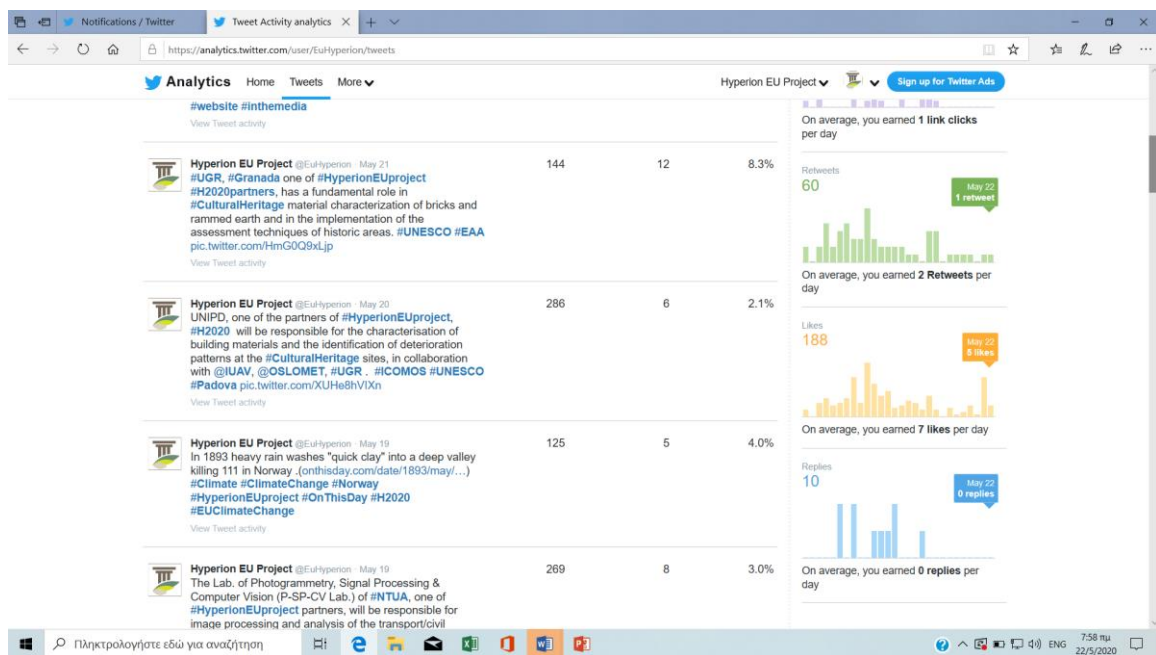 Notifications / Twitter
Tweet Activity analytics
https://analytics.twitter.com/user/EuHyperion/tweets
Analytics Home Tweets More
Hyperion EU Project
Sign up for Twitter Ads
#website #inthemedia
View Tweet activity
Hyperion EU Project @EuHyperion · May 21
144 12 8.3%
#UGR, #Granada one of #HyperionEUproject
#H2020partners, has a fundamental role in
#CulturalHeritage material characterization of bricks and
rammed earth and in the implementation of the
assessment techniques of historic areas. #UNESCO #EAA
pic.twitter.com/HmG0Q9xLjp
View Tweet activity
Hyperion EU Project @EuHyperion · May 20
286 6 2.1%
UNIPD, one of the partners of #HyperionEUproject,
#H2020 will be responsible for the characterisation of
building materials and the identification of deterioration
patterns at the #CulturalHeritage sites, in collaboration
with @IUAV, @OSLOMET, #UGR . #ICOMOS #UNESCO
#Padova pic.twitter.com/XUHe8hVIXn
View Tweet activity
Hyperion EU Project @EuHyperion · May 19
125 5 4.0%
In 1893 heavy rain washes "quick clay" into a deep valley
killing 111 in Norway .(onthisday.com/date/1893/may/…)
#Climate #ClimateChange #Norway
#HyperionEUproject #OnThisDay #H2020
#EUClimateChange
View Tweet activity
Hyperion EU Project @EuHyperion · May 19
269 8 3.0%
The Lab. of Photogrammetry, Signal Processing &
Computer Vision (P-SP-CV Lab.) of #NTUA, one of
#HyperionEUproject partners, will be responsible for
image processing and analysis of the transport/civil
On average, you earned 1 link clicks
per day
Retweets
60
May 22
1 retweet
On average, you earned 2 Retweets per
day
Likes
188
May 22
5 likes
On average, you earned 7 likes per day
Replies
10
May 22
0 replies
On average, you earned 0 replies per
day
Πληκτρολογήστε εδώ για αναζήτηση
ENG
7:58 πμ
22/5/2020